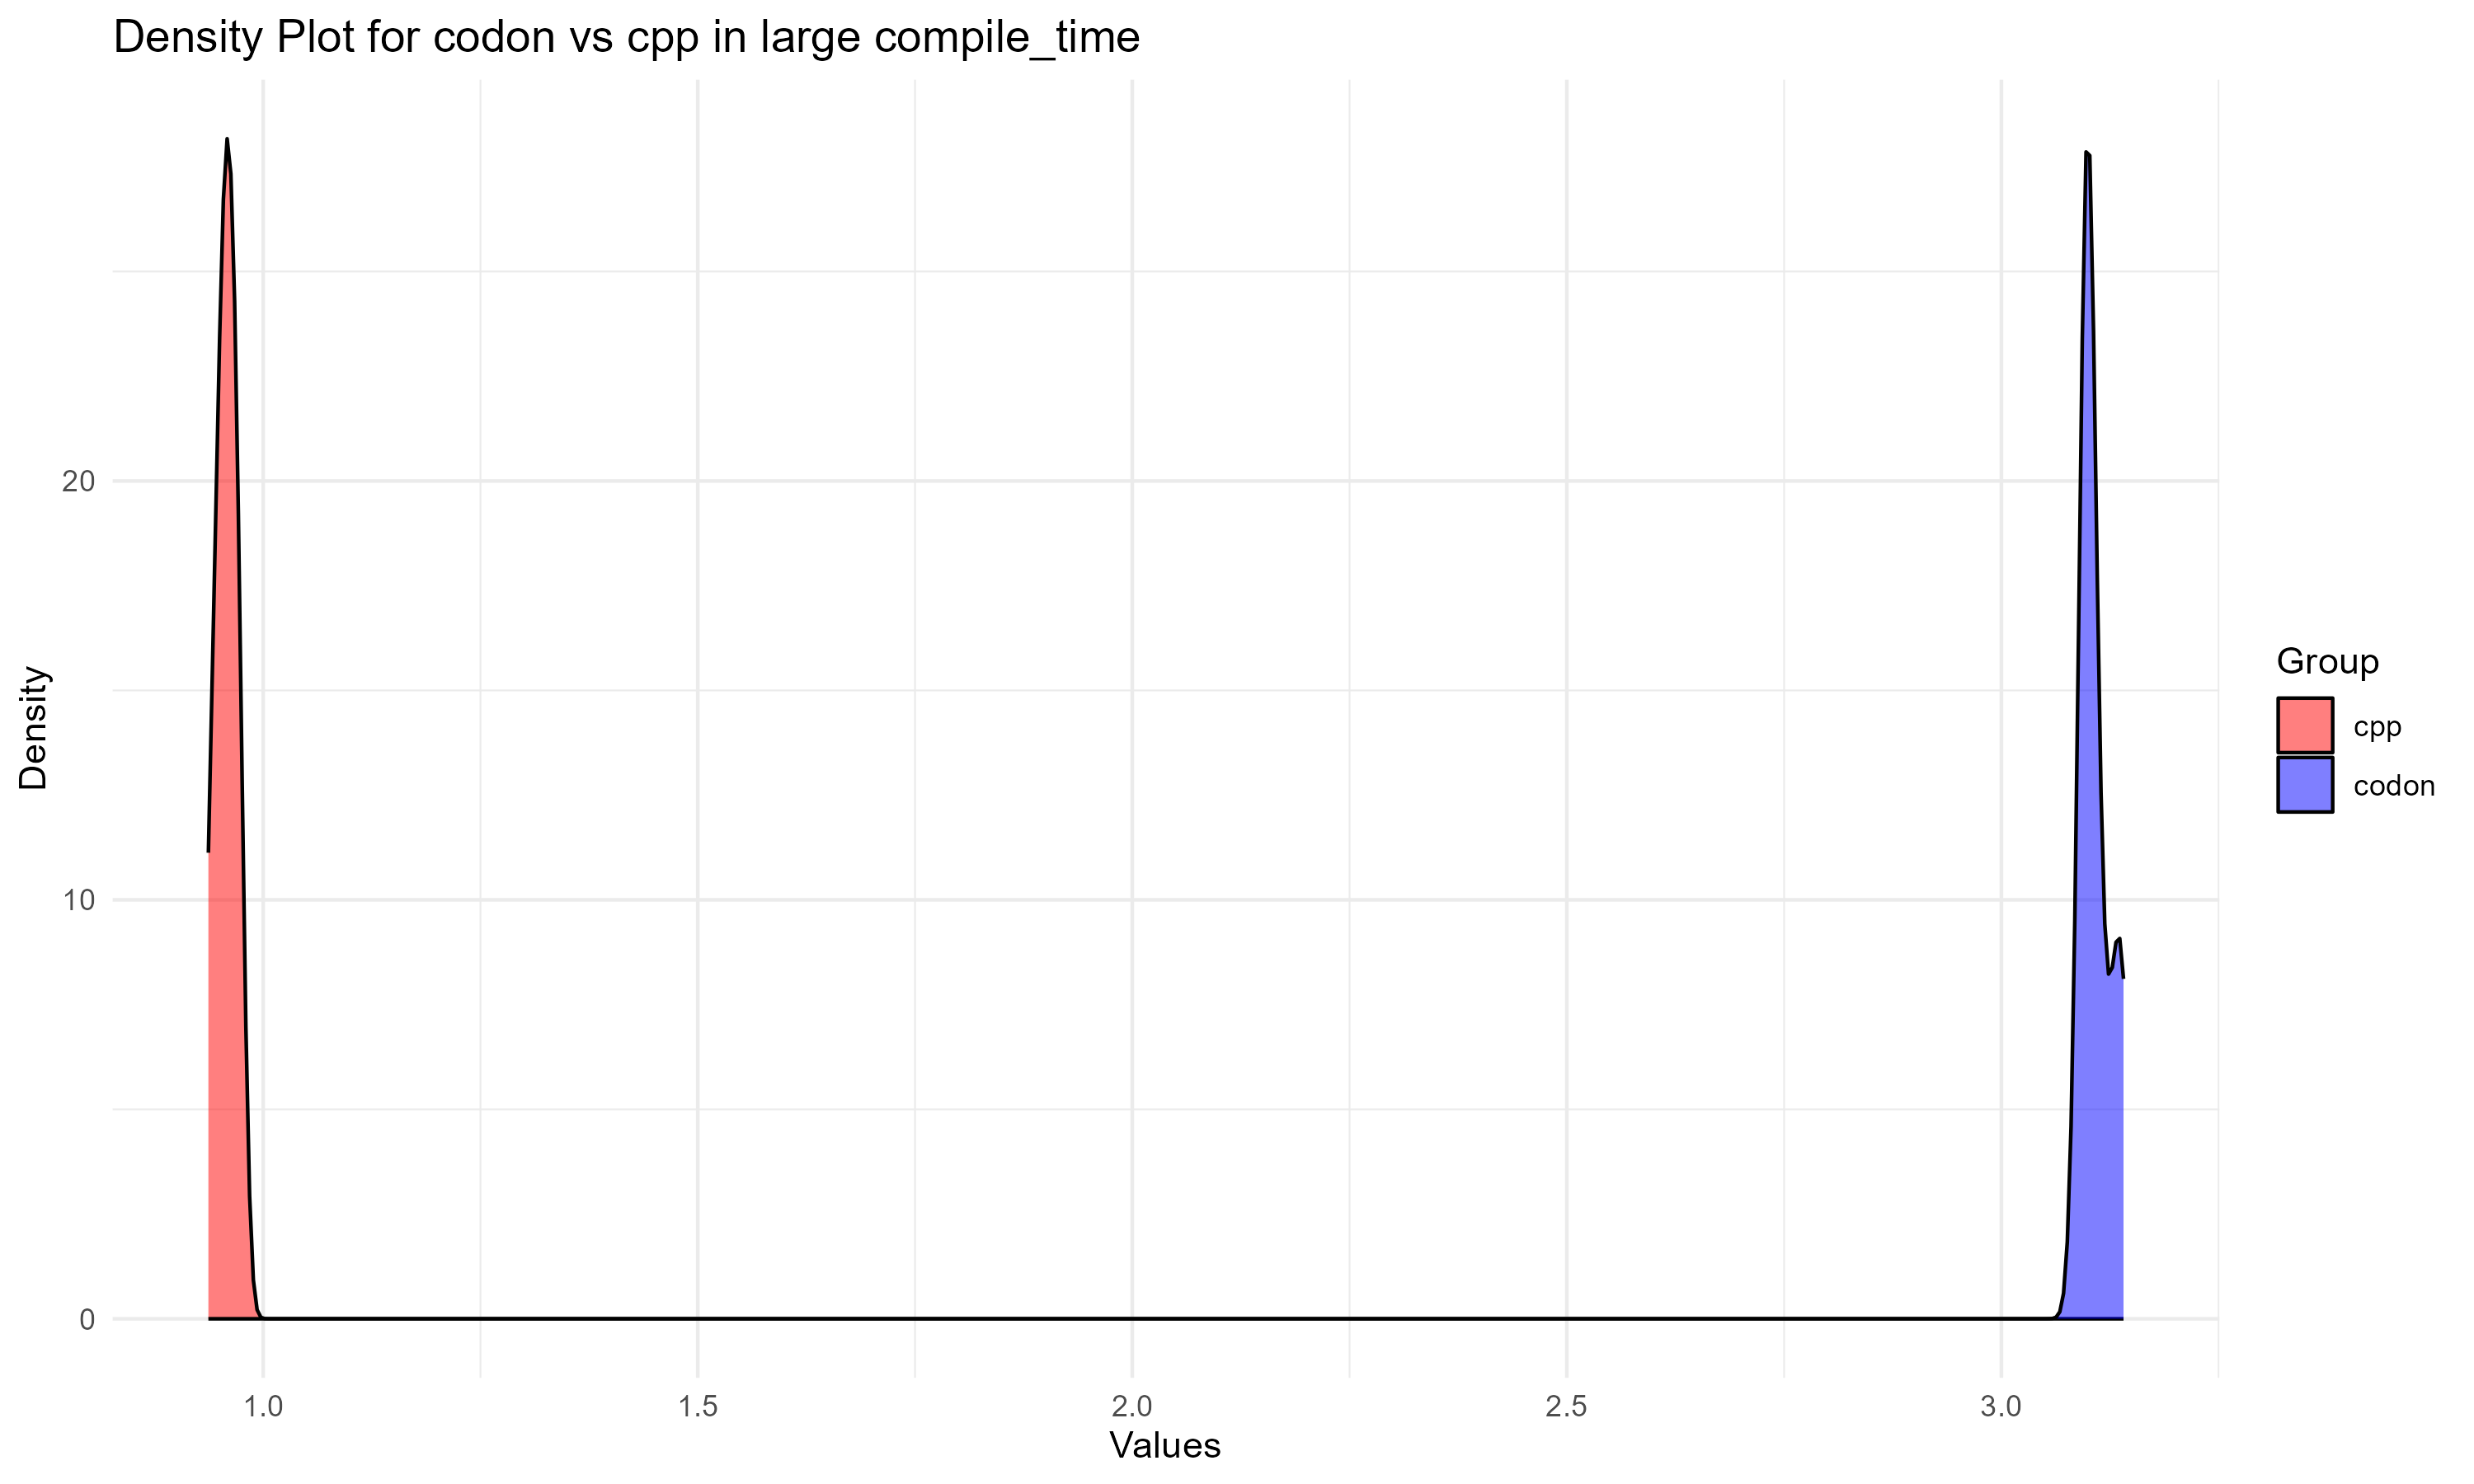 Density Plot for codon vs cpp in large compile_time
Density
20
10
0
1.0
1.5
2.0
2.5
3.0
Values
Group
cpp
codon